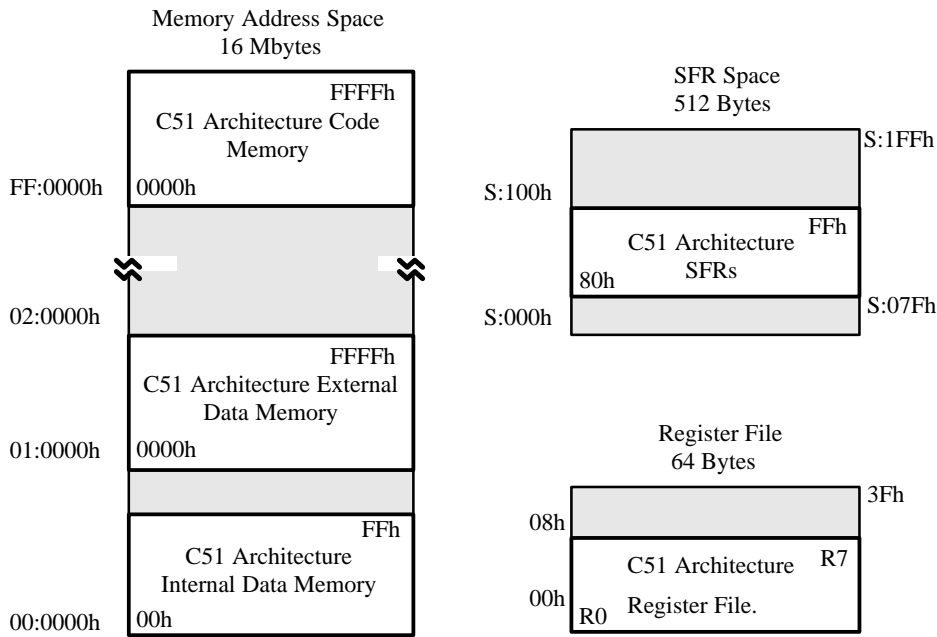 Memory Address Space
16 Mbytes
FFFFh
C51 Architecture Code
Memory
FF:0000h
0000h
02:0000h
FFFFh
C51 Architecture External
Data Memory
01:0000h
0000h
FFh
C51 Architecture
Internal Data Memory
00:0000h
00h
SFR Space
512 Bytes
S:1FFh
S:100h
FFh
C51 Architecture
SFRs
80h
S:000h
S:07Fh
Register File
64 Bytes
3Fh
08h
C51 Architecture
R7
00h
R0
Register File.